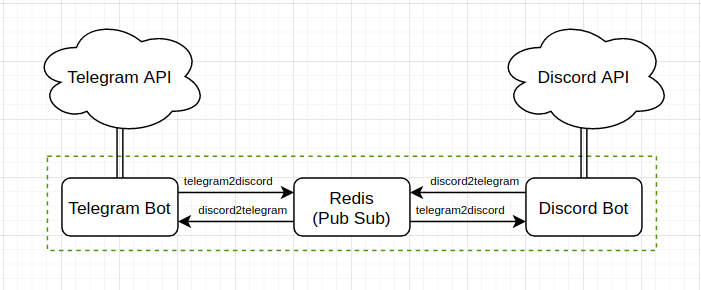 Telegram API
Discord API
telegram2discord
discord2telegram
Telegram Bot
Redis
(Pub Sub)
Discord Bot
discord2telegram
telegram2discord